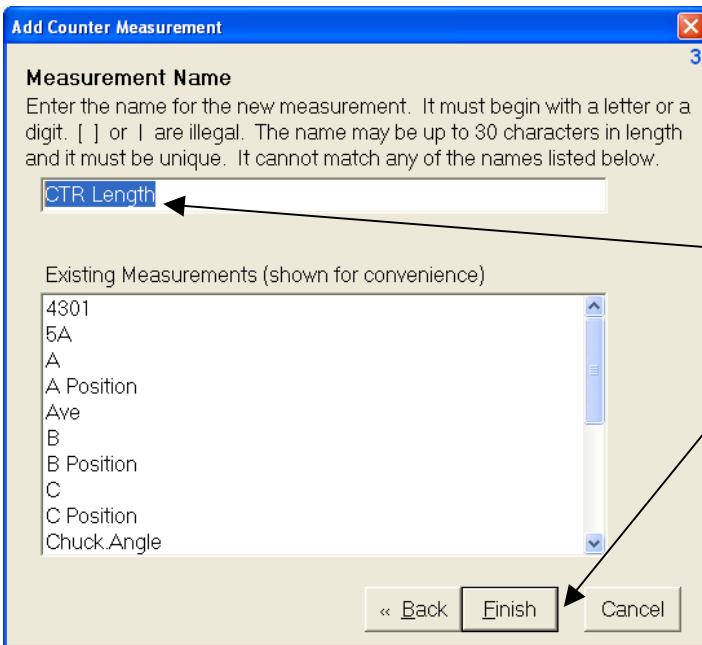 Add Counter Measurement
3
Measurement Name
Enter the name for the new measurement. It must begin with a letter or a
digit. [ ] or | are illegal. The name may be up to 30 characters in length
and it must be unique. It cannot match any of the names listed below.
CTR Length
Existing Measurements (shown for convenience)
4301
5A
A
A Position
Ave
B
B Position
C
C Position
Chuck.Angle
« Back
Finish
Cancel